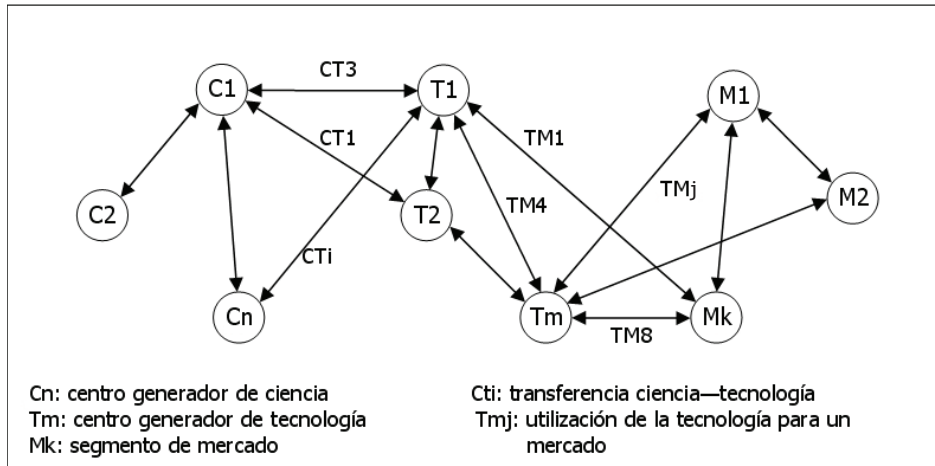 CT3
C1
T1
M1
CT1
TM1
TMj
C2
T2
TM4
M2
CTi
Cn
Tm
Mk
TM8
Cn: centro generador de ciencia
Tm: centro generador de tecnología
Mk: segmento de mercado
Cti: transferencia ciencia—tecnología
Tmj: utilización de la tecnología para un
mercado